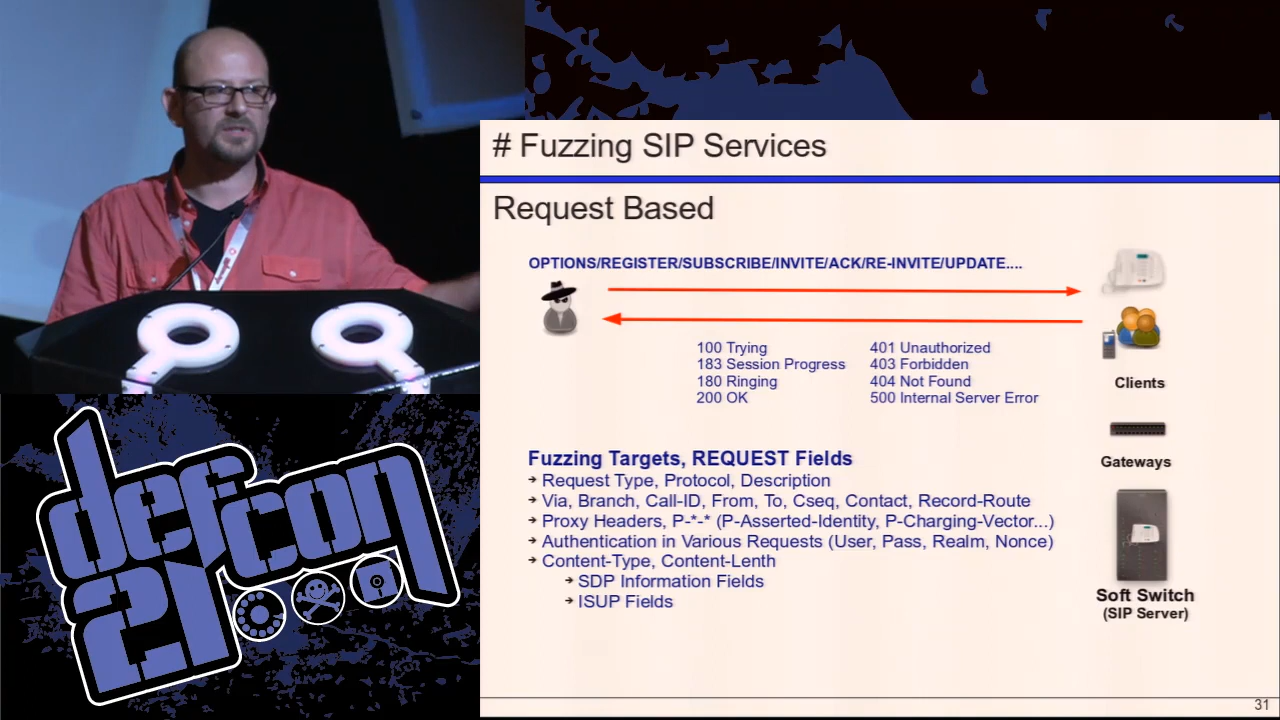 # Fuzzing SIP Services
Request Based
OPTIONS/REGISTER/SUBSCRIBE/INVITE/ACK/RE-INVITE/UPDATE....
100 Trying
183 Session Progress
180 Ringing
200 OK
401 Unauthorized
403 Forbidden
404 Not Found
500 Internal Server Error
Clients
Gateways
Soft Switch
(SIP Server)
Fuzzing Targets, REQUEST Fields
Request Type, Protocol, Description
Via, Branch, Call-ID, From, To, Cseq, Contact, Record-Route
Proxy Headers, P-*-* (P-Asserted-Identity, P-Charging-Vector...)
Authentication in Various Requests (User, Pass, Realm, Nonce)
Content-Type, Content-Lenth
SDP Information Fields
ISUP Fields
31
defcon
21